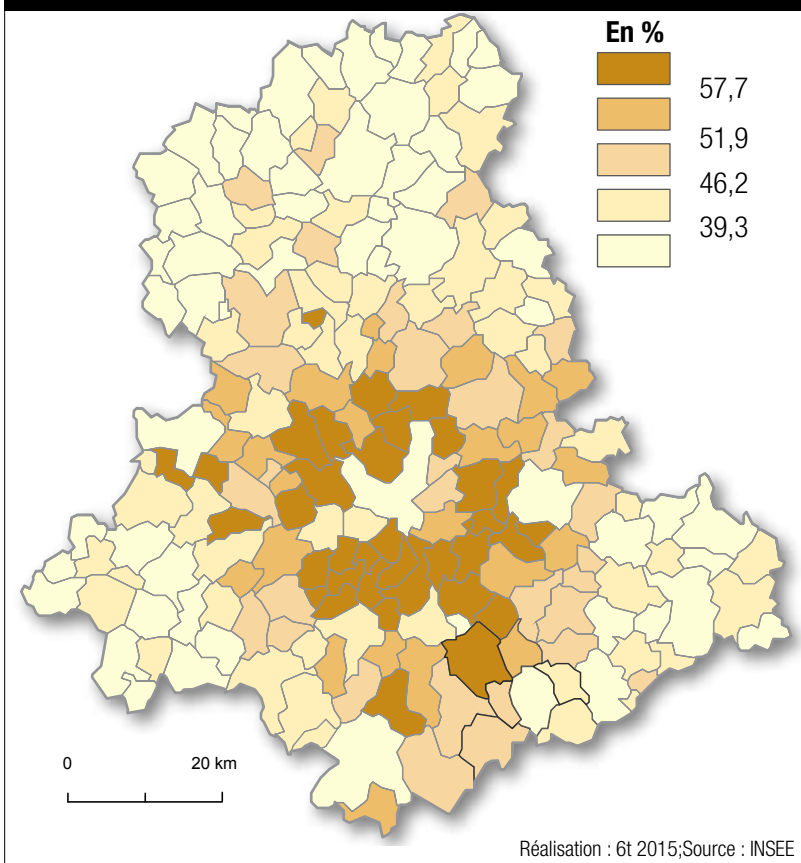 En %
57,7
51,9
46,2
39,3
0 20 km
Réalisation : 6t 2015;Source : INSEE